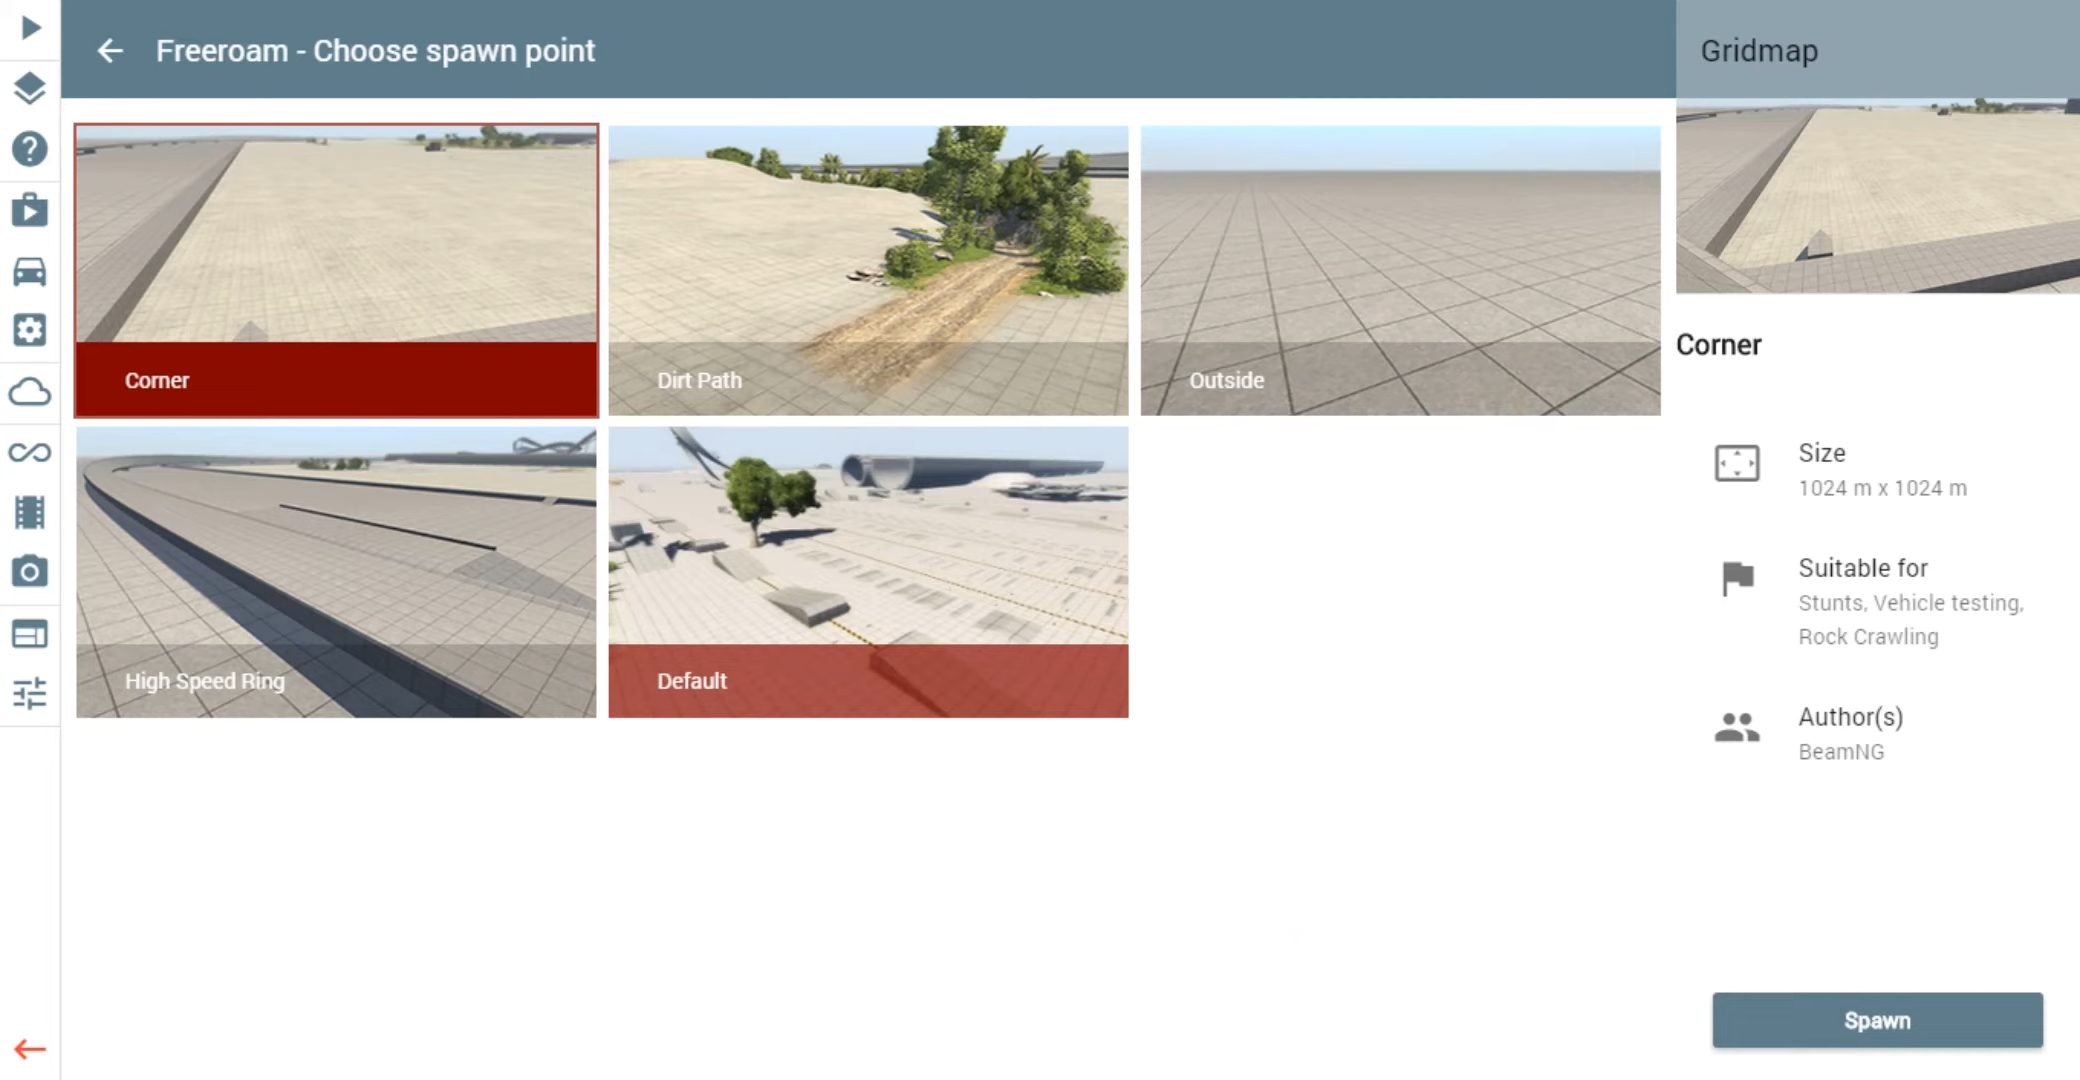 Freeroam - Choose spawn point
Gridmap
Corner
Dirt Path
Outside
High Speed Ring
Default
Corner
Size
1024 m x 1024 m
Suitable for
Stunts, Vehicle testing,
Rock Crawling
Author(s)
BeamNG
Spawn